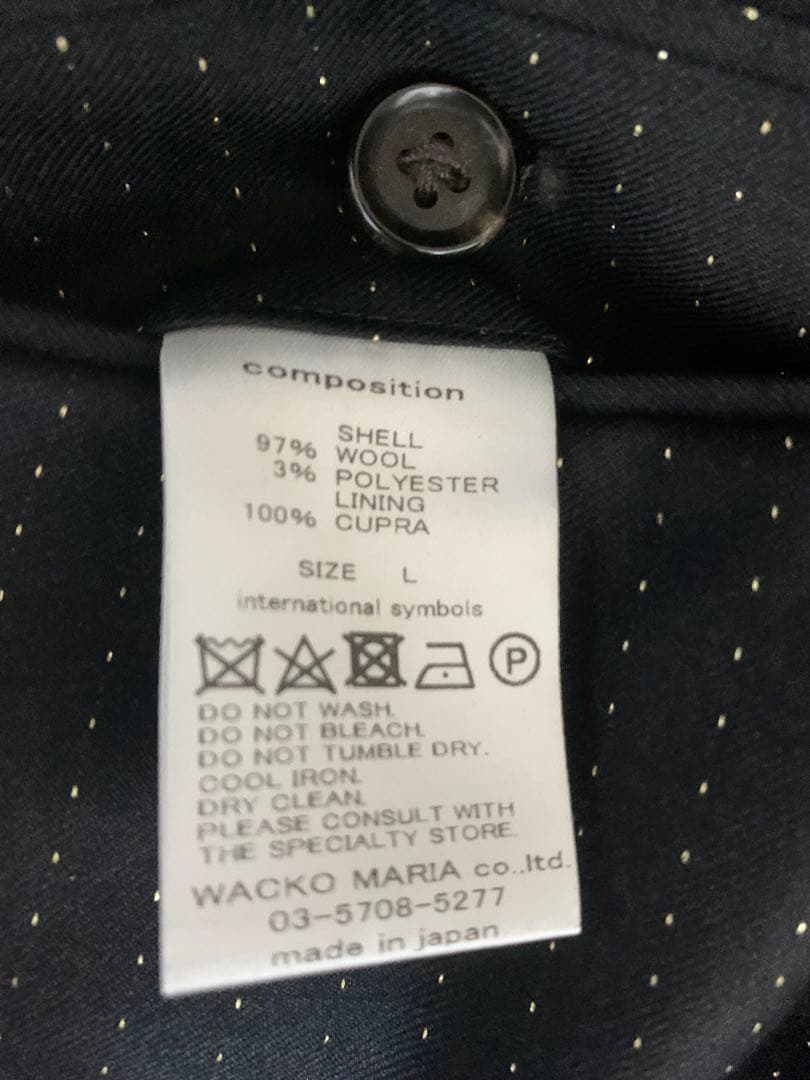 composition
SHELL
97% WOOL
3% POLYESTER
LINING
100% CUPRA
SIZE L
international symbols
P
DO NOT WASH.
DO NOT BLEACH.
DO NOT TUMBLE DRY.
COOL IRON.
DRY CLEAN.
PLEASE CONSULT WITH
THE SPECIALTY STORE.
WACKO MARIA co.,ltd.
03-5708-5277
made in japan